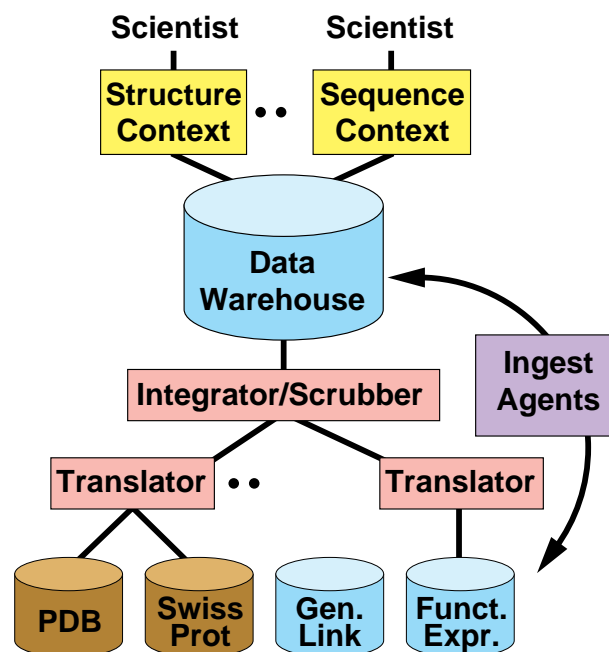 Scientist
Scientist
Structure
Context
Sequence
Context
Data
Warehouse
Ingest
Agents
Integrator/Scrubber
Translator
Translator
PDB
Swiss
Prot
Gen.
Link
Funct.
Expr.